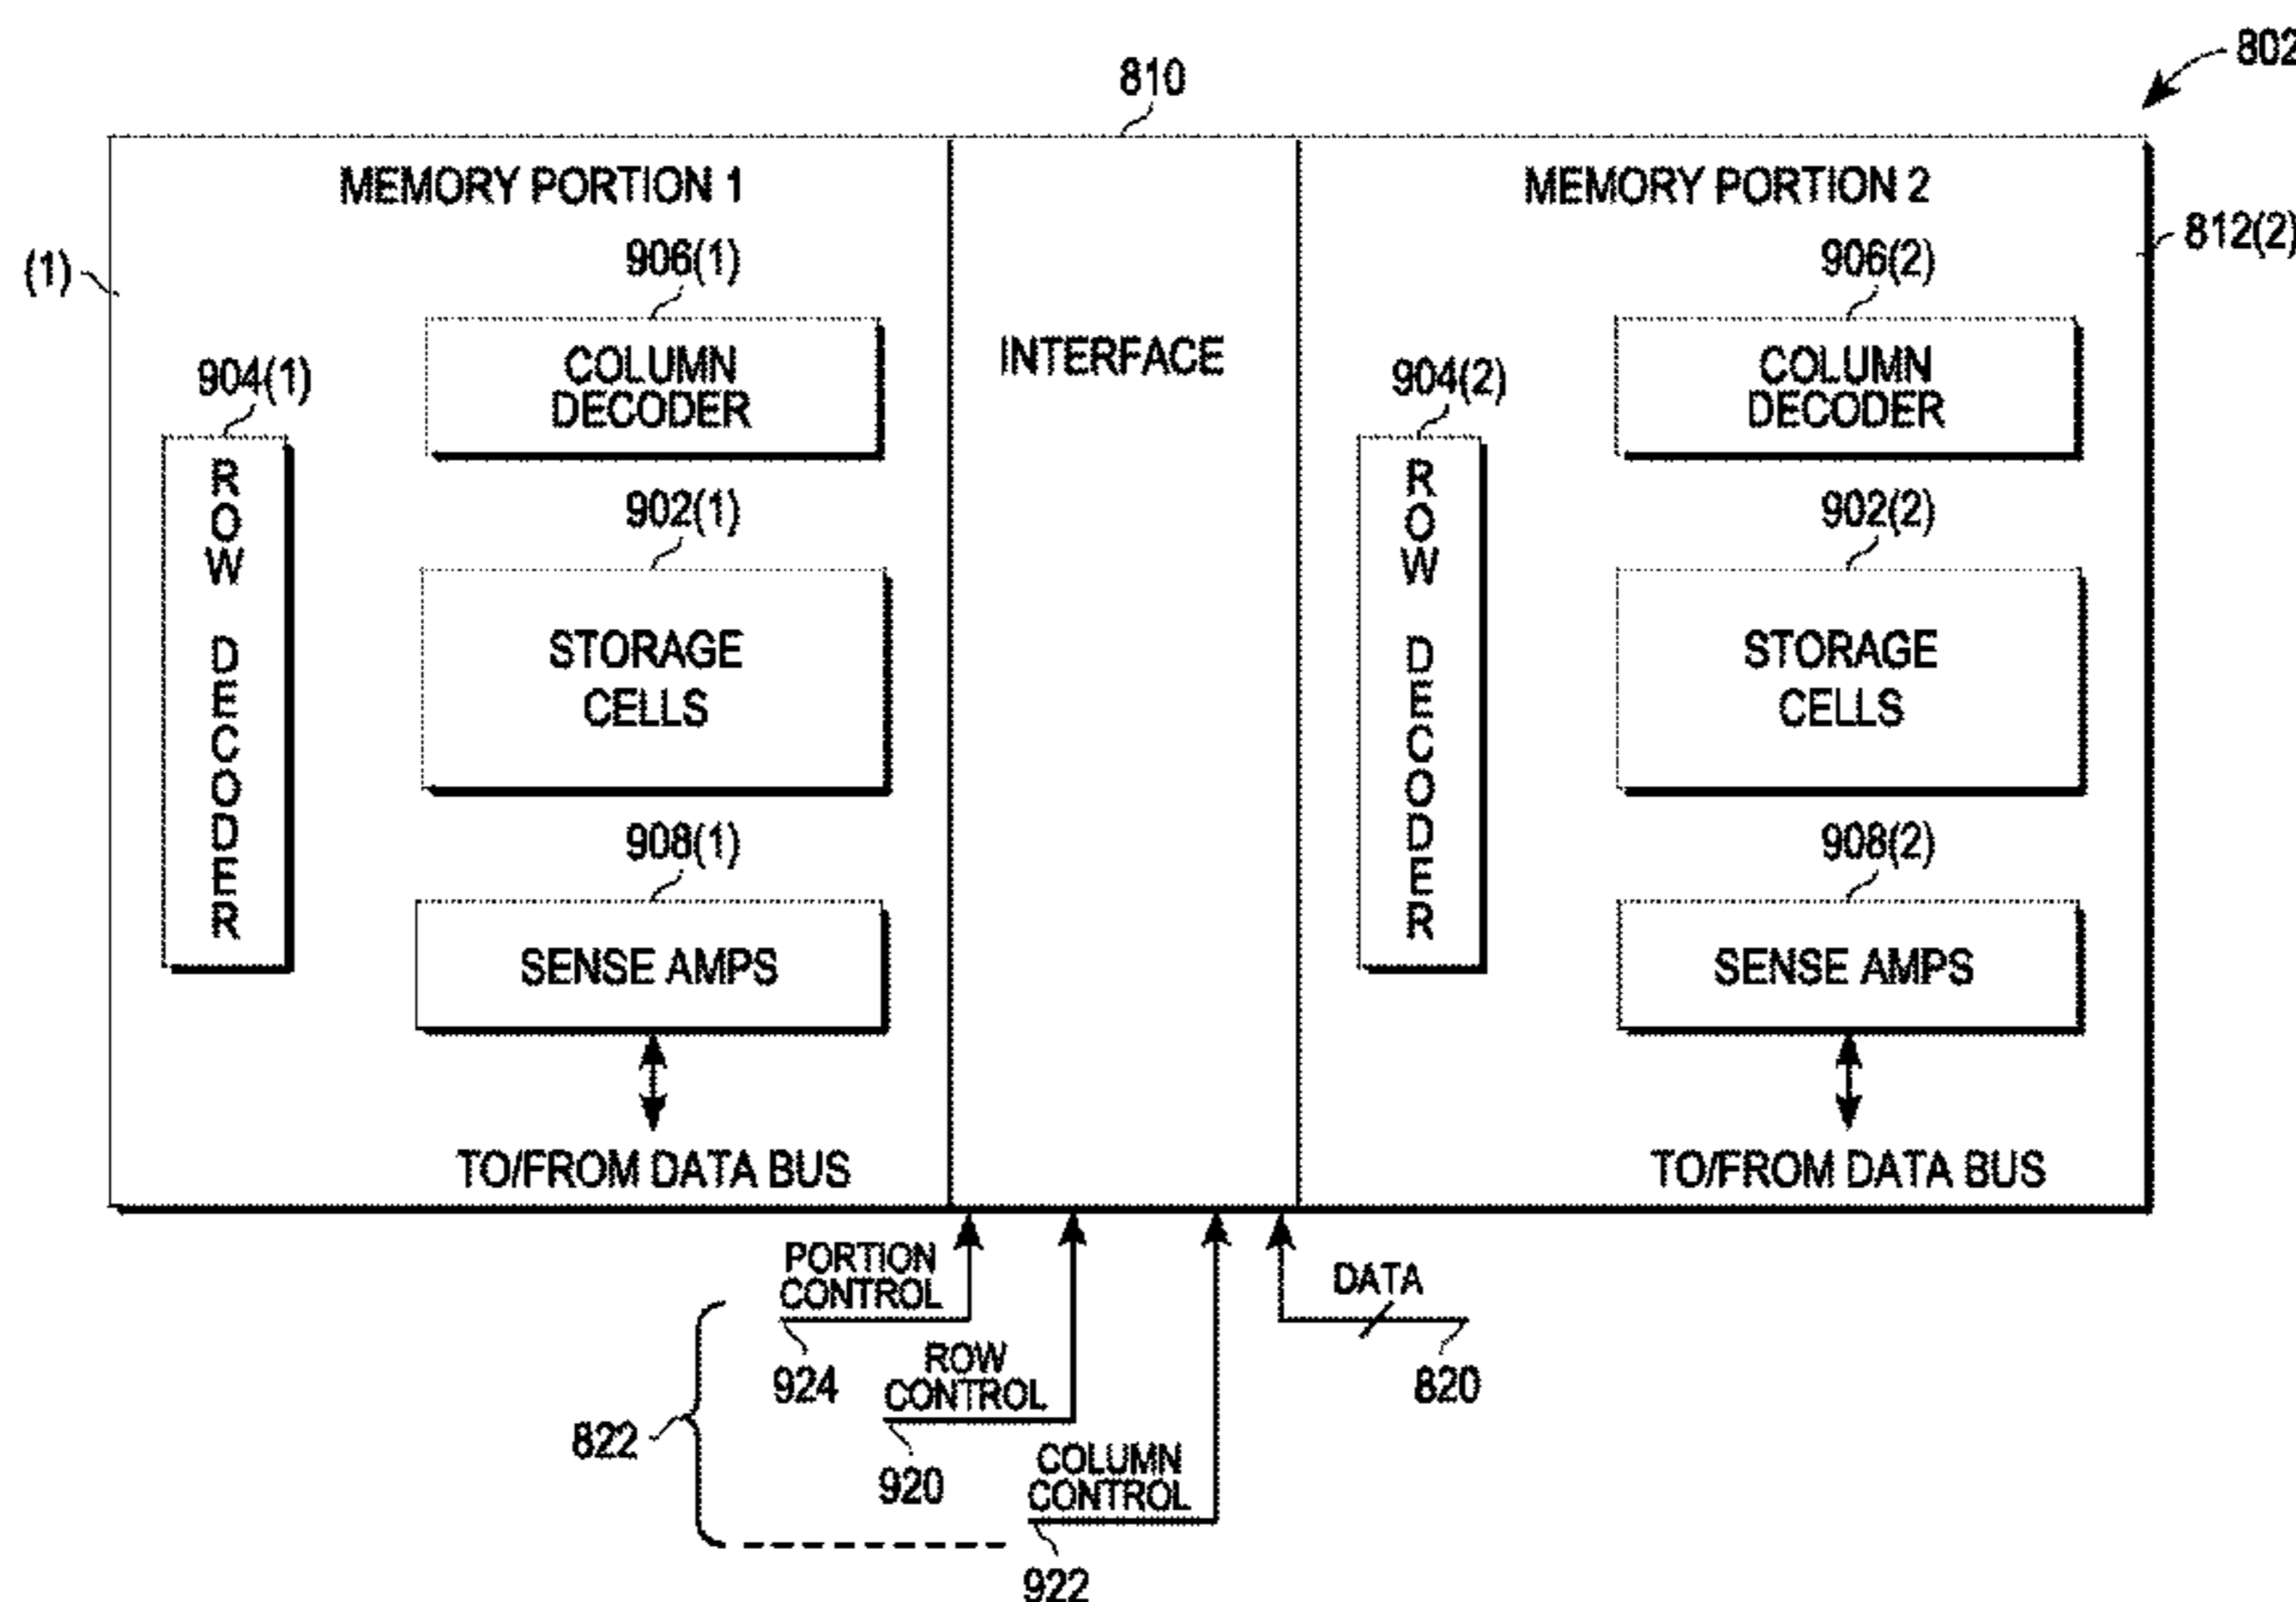 802
810
MEMORY PORTION 1
MEMORY PORTION 2
(1)
812(2)
906(1)
906(2)
COLUMN
DECODER
INTERFACE
COLUMN
DECODER
904(1)
904(2)
ROW DECODER
ROW DECODER
902(1)
902(2)
STORAGE
CELLS
STORAGE
CELLS
908(1)
908(2)
SENSE AMPS
SENSE AMPS
TO/FROM DATA BUS
TO/FROM DATA BUS
PORTION
CONTROL
924
DATA
820
ROW
CONTROL
920
822
COLUMN
CONTROL
922